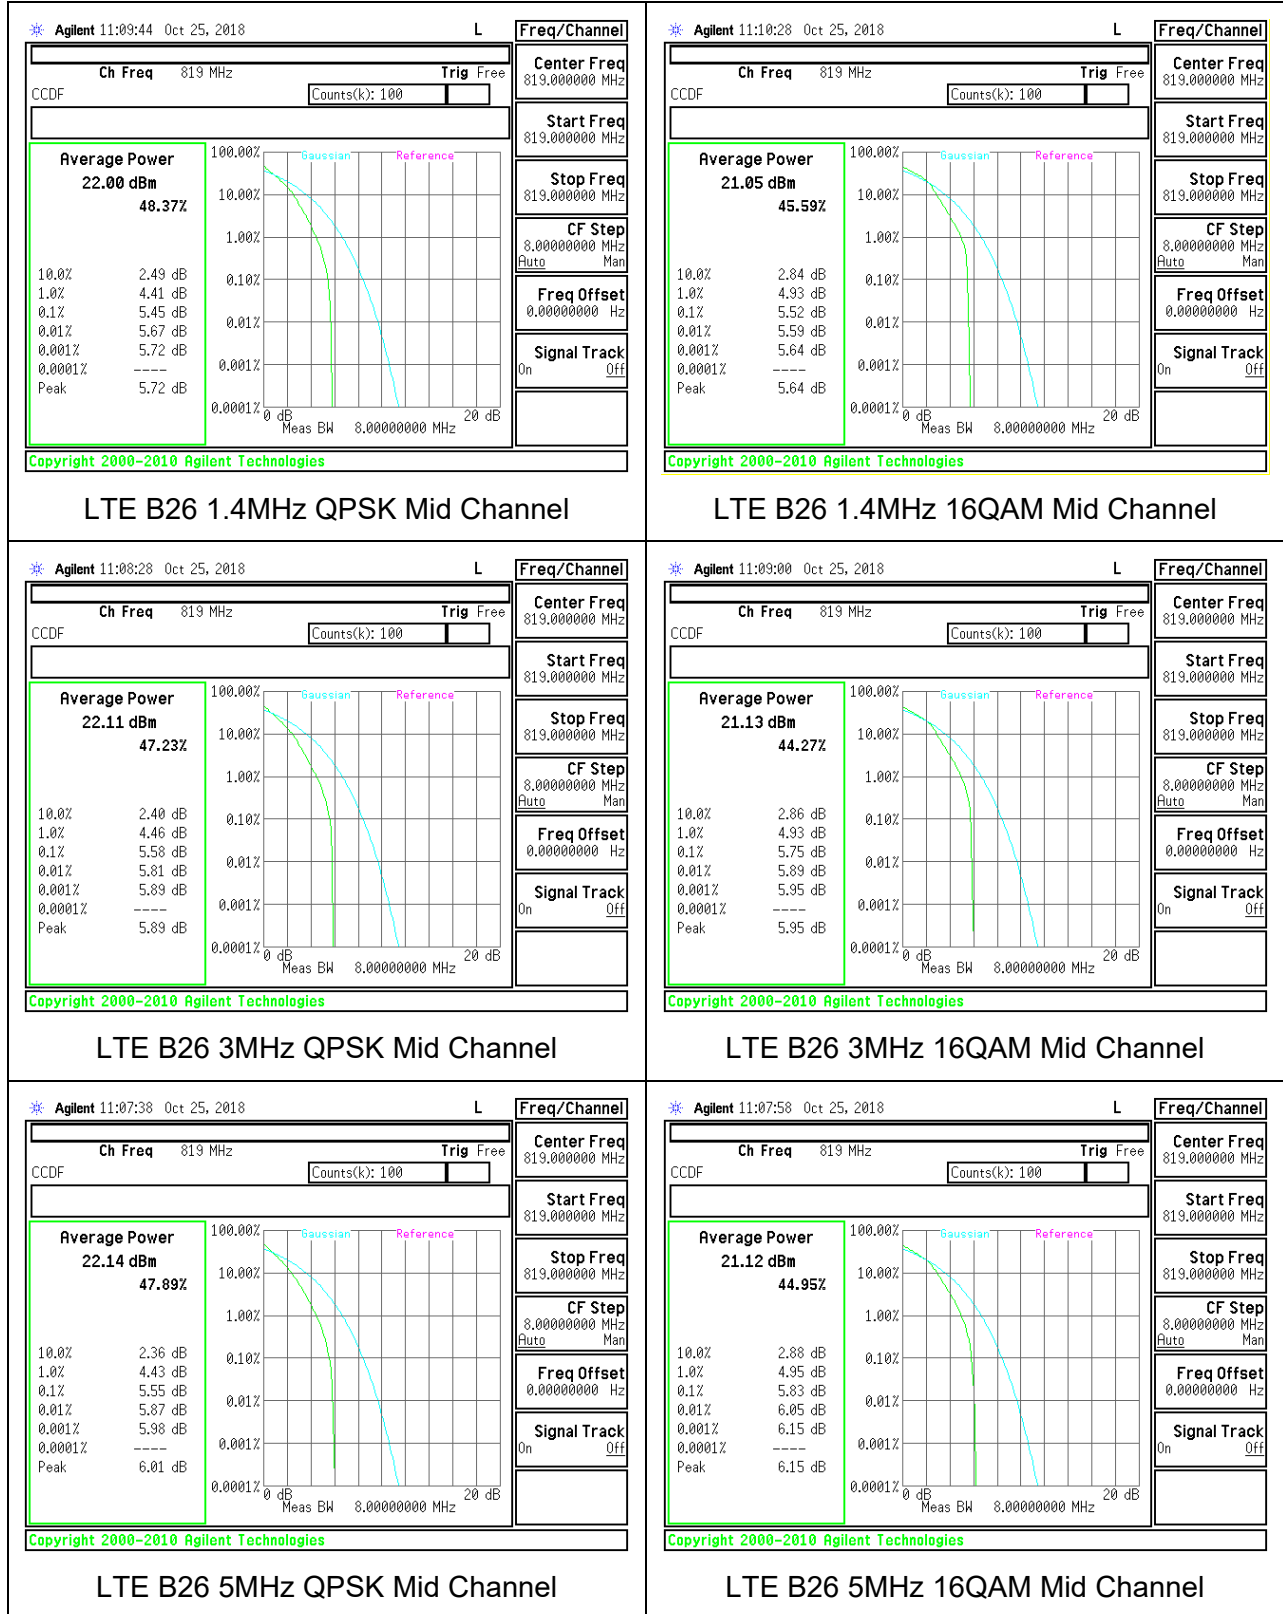 Agilent 11:09:44 Oct 25, 2018 L Freq/Channel
Ch Freq 819 MHz Trig Free
CCDF Counts(k): 100
Center Freq
819.000000 MHz
Start Freq
819.000000 MHz
Stop Freq
819.000000 MHz
CF Step
8.00000000 MHz
Auto Man
Freq Offset
0.00000000 Hz
Signal Track
On Off
Average Power
22.00 dBm
48.37%
10.0% 2.49 dB
1.0% 4.41 dB
0.1% 5.45 dB
0.01% 5.67 dB
0.001% 5.72 dB
0.0001% ----
Peak 5.72 dB
Gaussian Reference
100.00%
10.00%
1.00%
0.10%
0.01%
0.001%
0.0001%
0 dB 20 dB
Meas BW 8.00000000 MHz
Copyright 2000-2010 Agilent Technologies
LTE B26 1.4MHz QPSK Mid Channel
Agilent 11:10:28 Oct 25, 2018 L Freq/Channel
Ch Freq 819 MHz Trig Free
CCDF Counts(k): 100
Center Freq
819.000000 MHz
Start Freq
819.000000 MHz
Stop Freq
819.000000 MHz
CF Step
8.00000000 MHz
Auto Man
Freq Offset
0.00000000 Hz
Signal Track
On Off
Average Power
21.05 dBm
45.59%
10.0% 2.84 dB
1.0% 4.93 dB
0.1% 5.52 dB
0.01% 5.59 dB
0.001% 5.64 dB
0.0001% ----
Peak 5.64 dB
Gaussian Reference
100.00%
10.00%
1.00%
0.10%
0.01%
0.001%
0.0001%
0 dB 20 dB
Meas BW 8.00000000 MHz
Copyright 2000-2010 Agilent Technologies
LTE B26 1.4MHz 16QAM Mid Channel
Agilent 11:08:28 Oct 25, 2018 L Freq/Channel
Ch Freq 819 MHz Trig Free
CCDF Counts(k): 100
Center Freq
819.000000 MHz
Start Freq
819.000000 MHz
Stop Freq
819.000000 MHz
CF Step
8.00000000 MHz
Auto Man
Freq Offset
0.00000000 Hz
Signal Track
On Off
Average Power
22.11 dBm
47.23%
10.0% 2.40 dB
1.0% 4.46 dB
0.1% 5.58 dB
0.01% 5.81 dB
0.001% 5.89 dB
0.0001% ----
Peak 5.89 dB
Gaussian Reference
100.00%
10.00%
1.00%
0.10%
0.01%
0.001%
0.0001%
0 dB 20 dB
Meas BW 8.00000000 MHz
Copyright 2000-2010 Agilent Technologies
LTE B26 3MHz QPSK Mid Channel
Agilent 11:09:00 Oct 25, 2018 L Freq/Channel
Ch Freq 819 MHz Trig Free
CCDF Counts(k): 100
Center Freq
819.000000 MHz
Start Freq
819.000000 MHz
Stop Freq
819.000000 MHz
CF Step
8.00000000 MHz
Auto Man
Freq Offset
0.00000000 Hz
Signal Track
On Off
Average Power
21.13 dBm
44.27%
10.0% 2.86 dB
1.0% 4.93 dB
0.1% 5.75 dB
0.01% 5.89 dB
0.001% 5.95 dB
0.0001% ----
Peak 5.95 dB
Gaussian Reference
100.00%
10.00%
1.00%
0.10%
0.01%
0.001%
0.0001%
0 dB 20 dB
Meas BW 8.00000000 MHz
Copyright 2000-2010 Agilent Technologies
LTE B26 3MHz 16QAM Mid Channel
Agilent 11:07:38 Oct 25, 2018 L Freq/Channel
Ch Freq 819 MHz Trig Free
CCDF Counts(k): 100
Center Freq
819.000000 MHz
Start Freq
819.000000 MHz
Stop Freq
819.000000 MHz
CF Step
8.00000000 MHz
Auto Man
Freq Offset
0.00000000 Hz
Signal Track
On Off
Average Power
22.14 dBm
47.89%
10.0% 2.36 dB
1.0% 4.43 dB
0.1% 5.55 dB
0.01% 5.87 dB
0.001% 5.98 dB
0.0001% ----
Peak 6.01 dB
Gaussian Reference
100.00%
10.00%
1.00%
0.10%
0.01%
0.001%
0.0001%
0 dB 20 dB
Meas BW 8.00000000 MHz
Copyright 2000-2010 Agilent Technologies
LTE B26 5MHz QPSK Mid Channel
Agilent 11:07:58 Oct 25, 2018 L Freq/Channel
Ch Freq 819 MHz Trig Free
CCDF Counts(k): 100
Center Freq
819.000000 MHz
Start Freq
819.000000 MHz
Stop Freq
819.000000 MHz
CF Step
8.00000000 MHz
Auto Man
Freq Offset
0.00000000 Hz
Signal Track
On Off
Average Power
21.12 dBm
44.95%
10.0% 2.88 dB
1.0% 4.95 dB
0.1% 5.83 dB
0.01% 6.05 dB
0.001% 6.15 dB
0.0001% ----
Peak 6.15 dB
Gaussian Reference
100.00%
10.00%
1.00%
0.10%
0.01%
0.001%
0.0001%
0 dB 20 dB
Meas BW 8.00000000 MHz
Copyright 2000-2010 Agilent Technologies
LTE B26 5MHz 16QAM Mid Channel